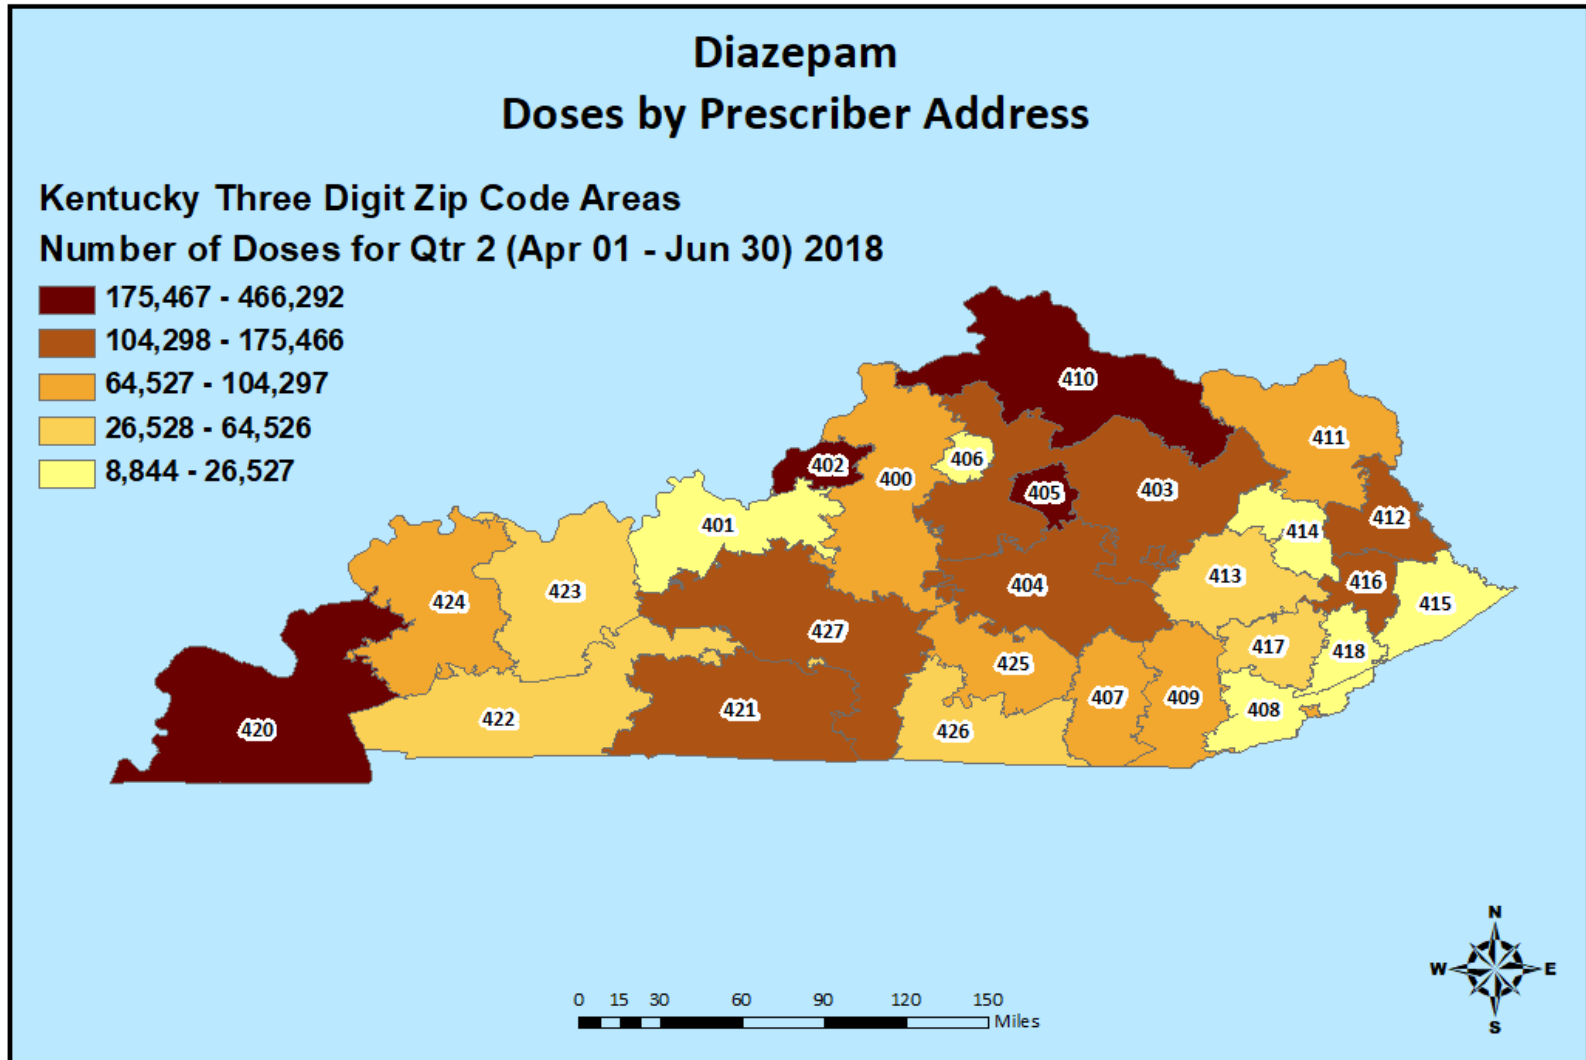 Diazepam
Doses by Prescriber Address
Kentucky Three Digit Zip Code Areas
Number of Doses for Qtr 2 (Apr 01 - Jun 30) 2018
175,467 - 466,292
104,298 - 175,466
64,527 - 104,297
26,528 - 64,526
8,844 - 26,527
410
411
402
406
400
405
403
401
412
414
404
413
416
424
423
415
427
417
418
425
407
409
408
421
422
426
420
N
W E
S
0 15 30 60 90 120 150
Miles